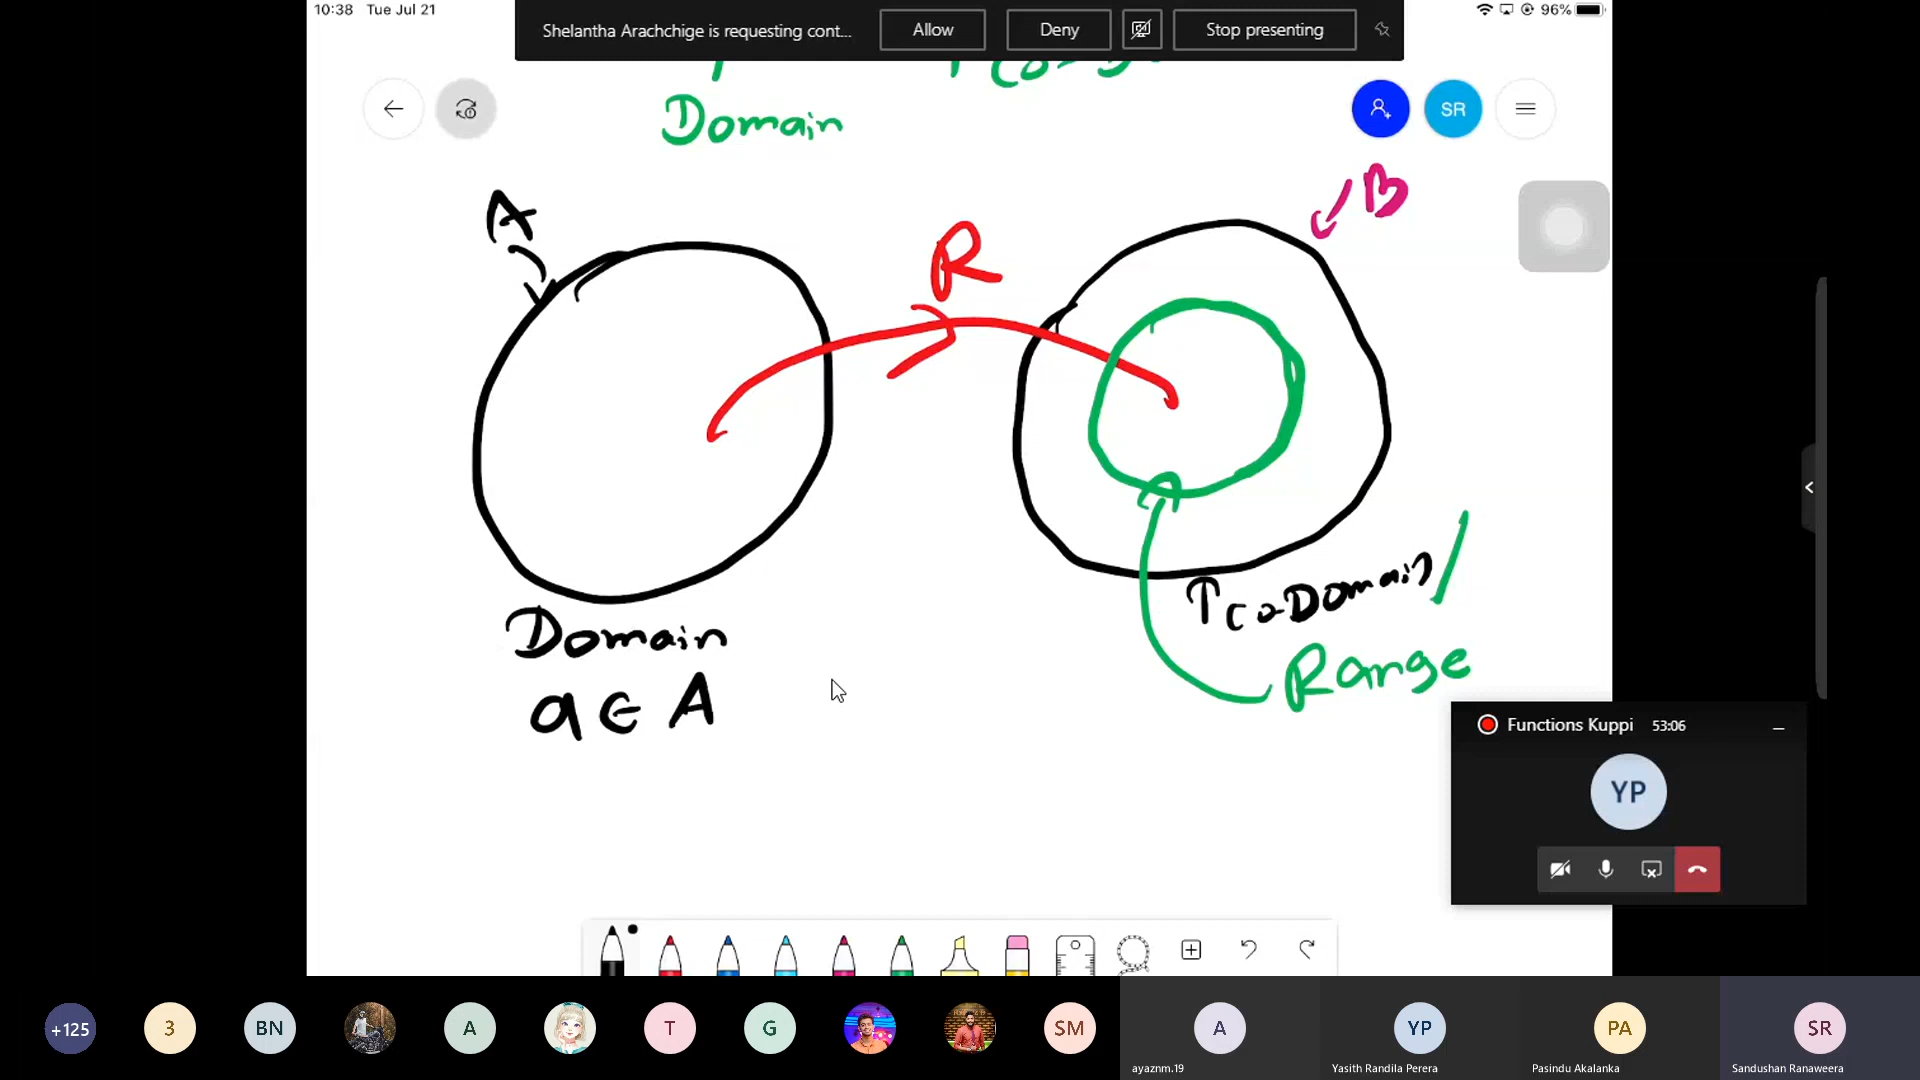 10:38 Tue Jul 21
Shelantha Arachchige is requesting cont...
Allow
Deny
Stop presenting
96%
Domain
SR
A
B
R
Co-Domain/
Range
Domain
a ∈ A
Functions Kuppi 53:06
YP
+125
3
BN
A
A
T
G
SM
YP
PA
SR
ayaznm.19
Yasith Randila Perera
Pasindu Akalanka
Sandushan Ranaweera